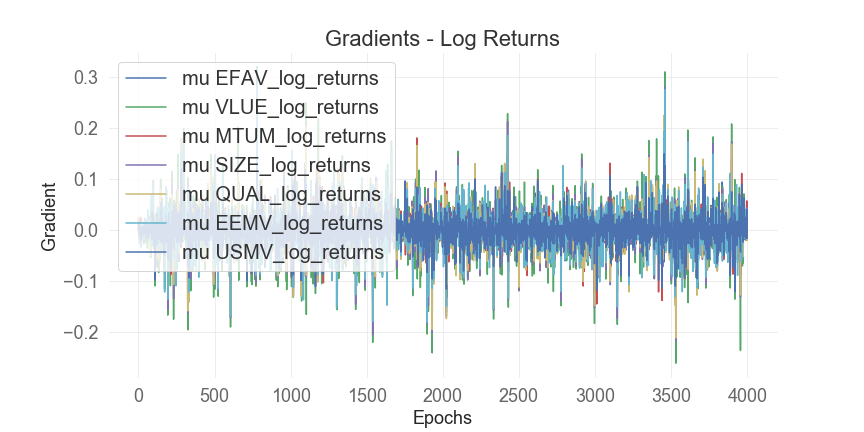 Gradients - Log Returns
mu EFAV_log_returns
mu VLUE_log_returns
mu MTUM_log_returns
mu SIZE_log_returns
mu QUAL_log_returns
mu EEMV_log_returns
mu USMV_log_returns
Gradient
0.3
0.2
0.1
0.0
−0.1
−0.2
0 500 1000 1500 2000 2500 3000 3500 4000
Epochs